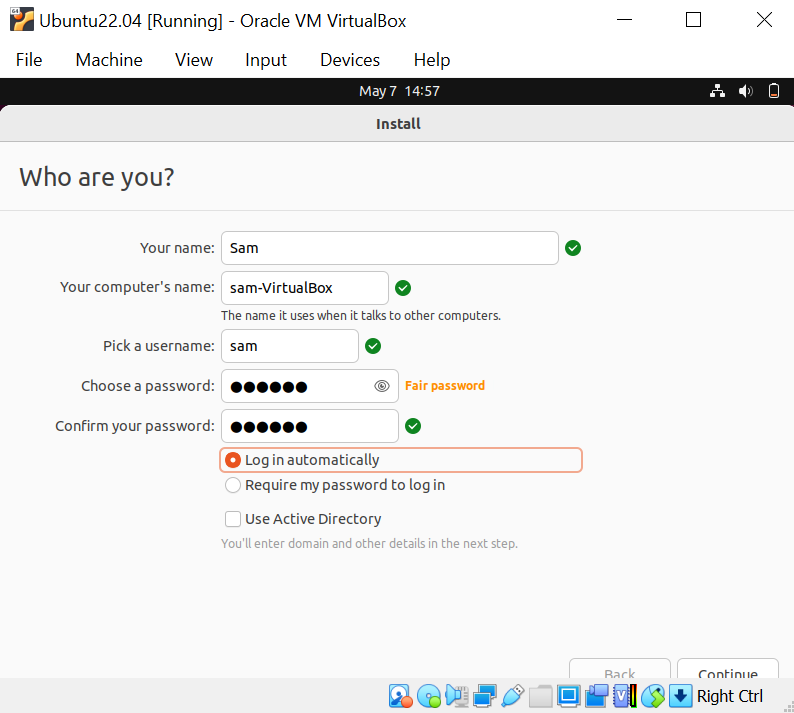 Ubuntu22.04 [Running] - Oracle VM VirtualBox
File Machine View Input Devices Help
May 7 14:57
Install
Who are you?
Your name: Sam
Your computer's name: sam-VirtualBox
The name it uses when it talks to other computers.
Pick a username: sam
Choose a password: ●●●●●● Fair password
Confirm your password: ●●●●●●
Log in automatically
Require my password to log in
Use Active Directory
You'll enter domain and other details in the next step.
Back Continue
Right Ctrl